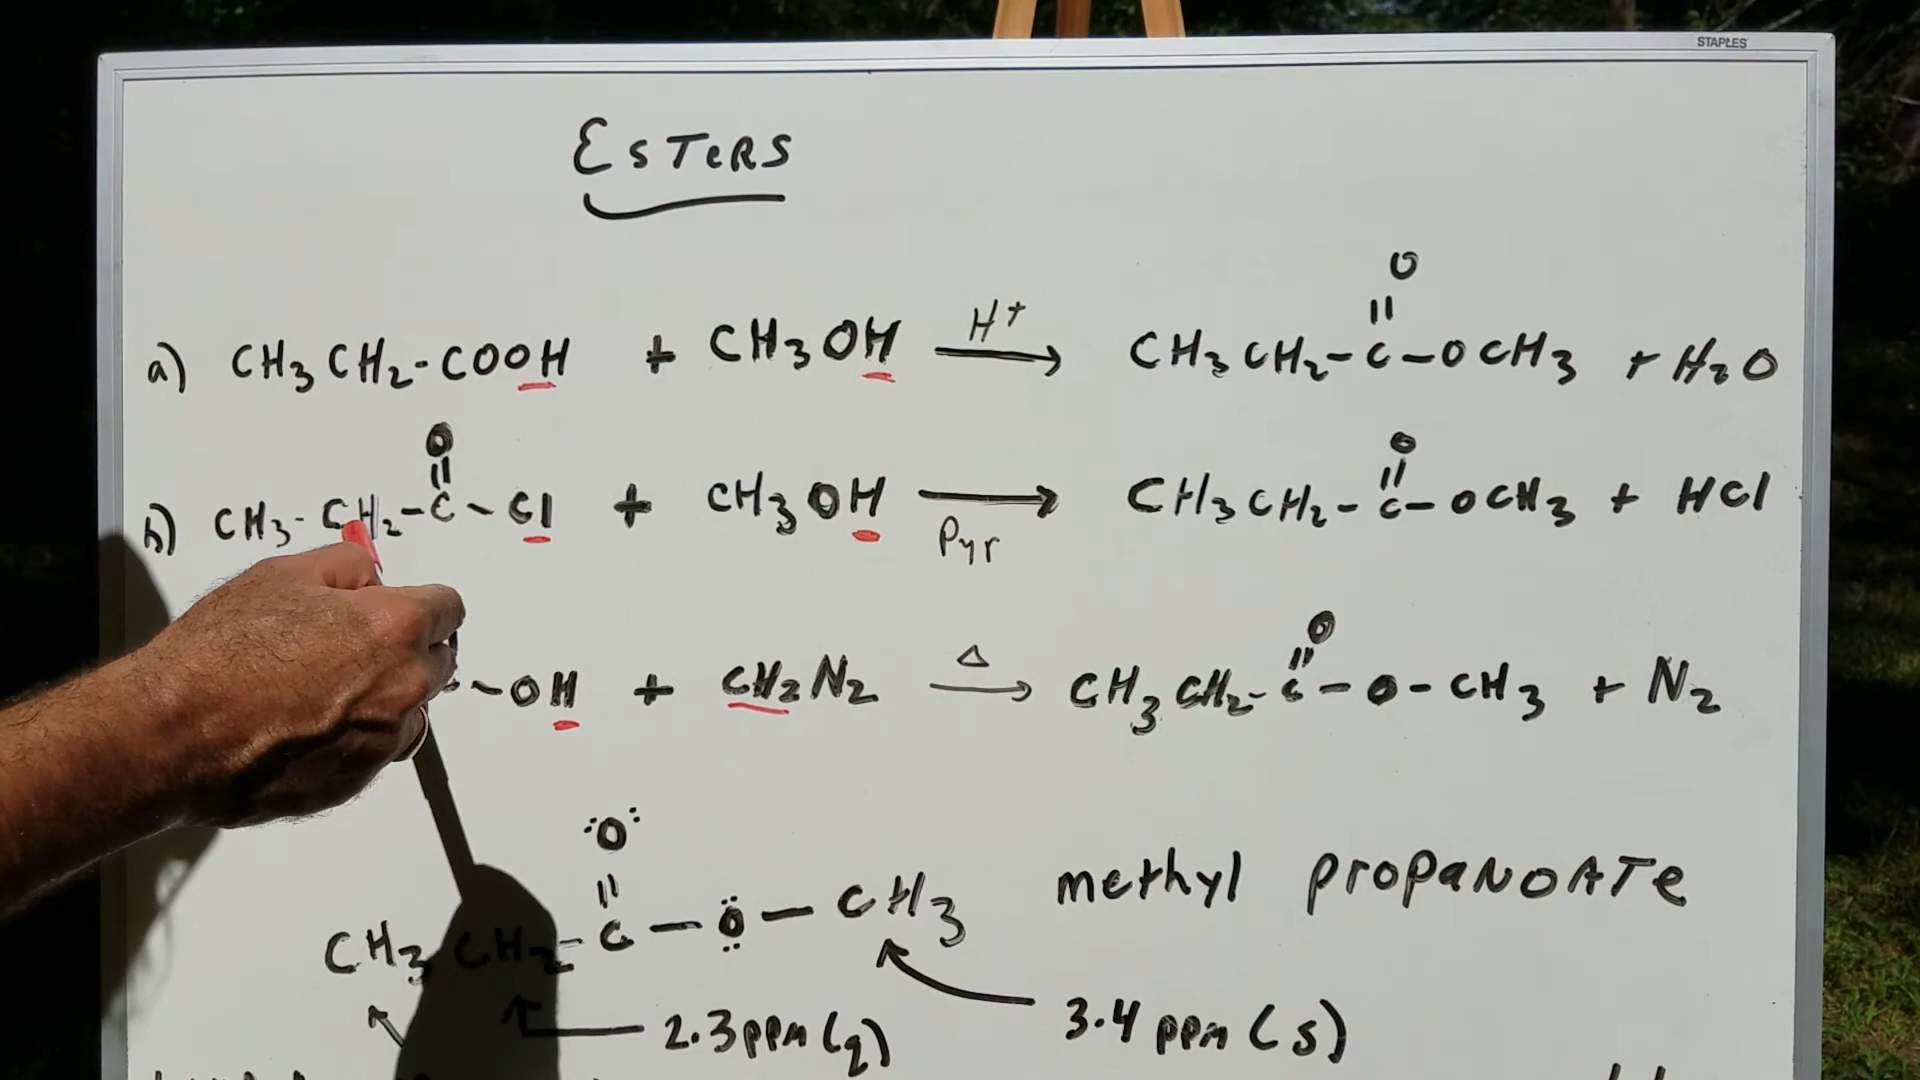 STAPLES
ESTERS
a) CH3CH2-COOH + CH3OH H+ → CH3CH2-C-OCH3 + H2O
O
||
b) CH3-CH2-C-Cl + CH3OH → CH3CH2-C-OCH3 + HCl
O
||
O
||
Pyr
-OH + CH2N2 △ → CH3CH2-C-O-CH3 + N2
O
||
:O:
||
CH3CH2-C-O-CH3
methyl propanoate
2.3ppm (q)
3.4 ppm (s)